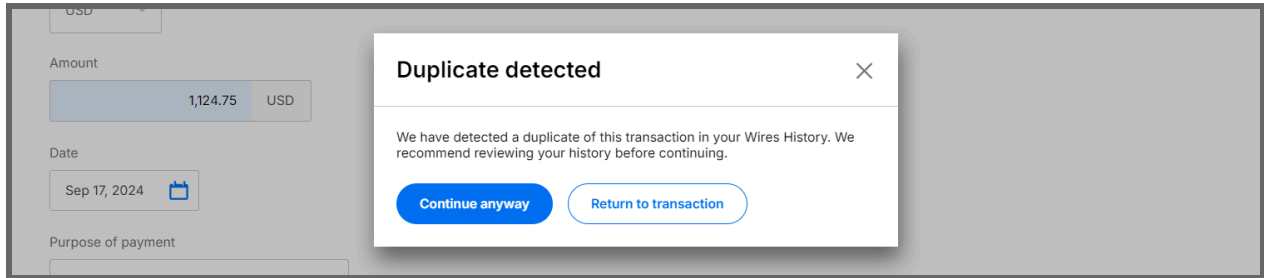 USD
Amount
1,124.75 USD
Date
Sep 17, 2024
Purpose of payment
Duplicate detected
We have detected a duplicate of this transaction in your Wires History. We
recommend reviewing your history before continuing.
Continue anyway Return to transaction